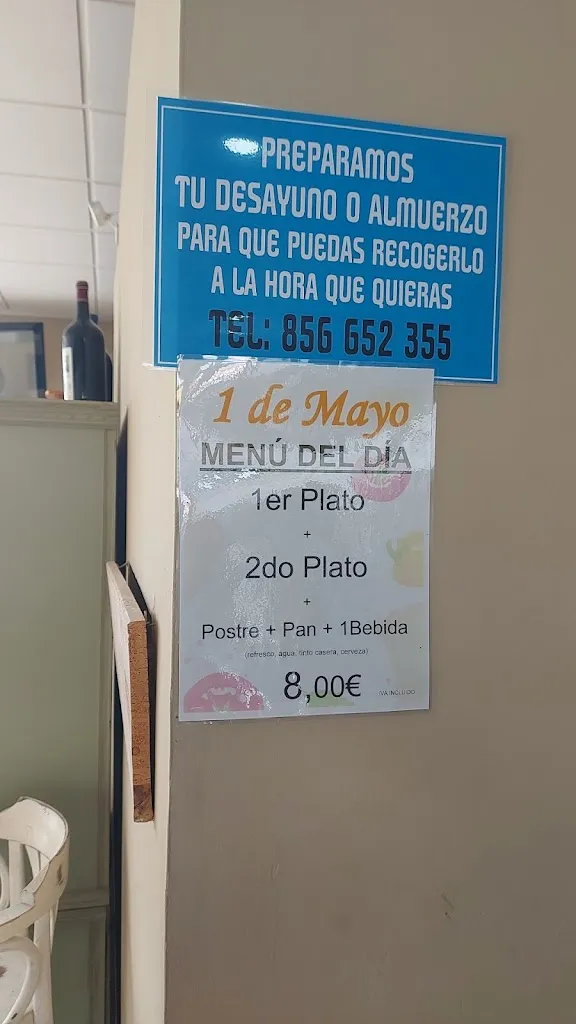 PREPARAMOS
TU DESAYUNO O ALMUERZO
PARA QUE PUEDAS RECOGERLO
A LA HORA QUE QUIERAS
TEL: 856 652 355
1 de Mayo
MENÚ DEL DÍA
1er Plato
+
2do Plato
+
Postre + Pan + 1Bebida
(refresco, agua, tinto casera, cerveza)
8,00€ IVA INCLUIDO